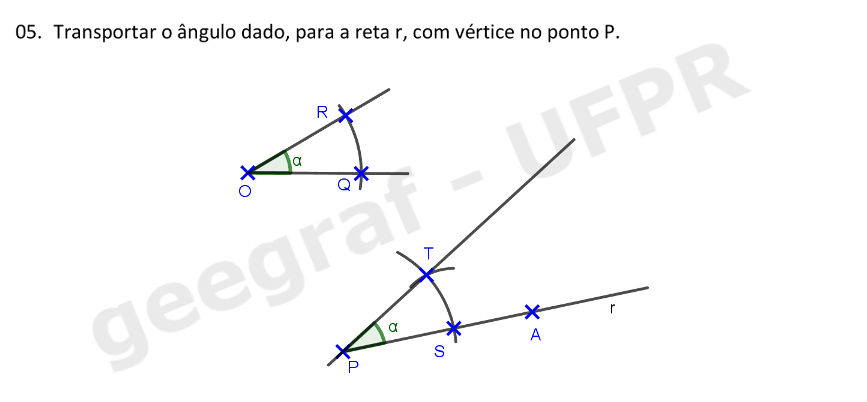 05. Transportar o ângulo dado, para a reta r, com vértice no ponto P.
R
α
O
Q
T
α
r
A
S
P
geegraf - UFPR